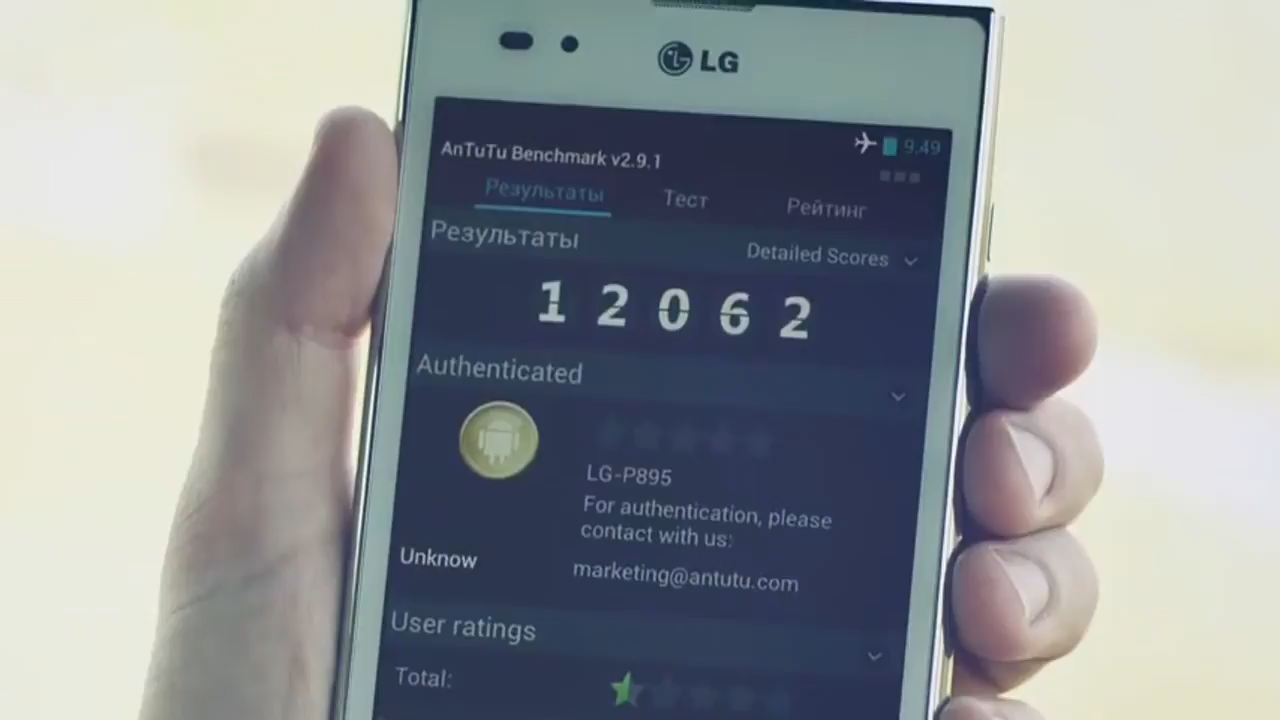 LG
9.49
AnTuTu Benchmark v2.9.1
Результаты Тест Рейтинг
Результаты Detailed Scores
12062
Authenticated
LG-P895
For authentication, please
contact with us:
Unknow marketing@antutu.com
User ratings
Total: